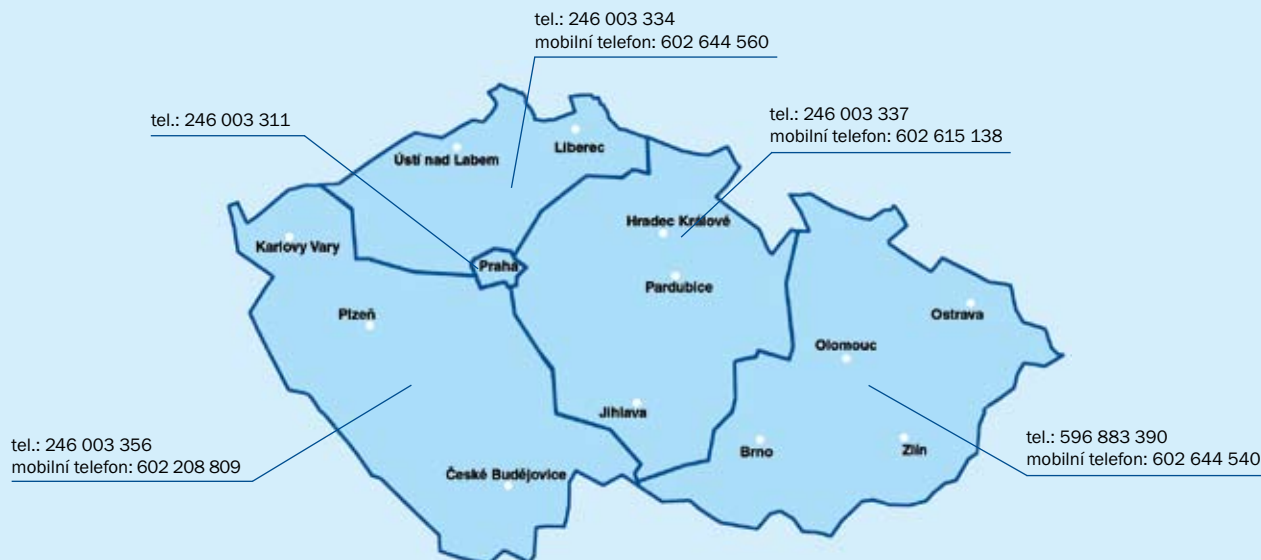 tel.: 246 003 334
mobilní telefon: 602 644 560
tel.: 246 003 311
tel.: 246 003 337
mobilní telefon: 602 615 138
Liberec
Ústí nad Labem
Hradec Králové
Karlovy Vary
Praha
Pardubice
Plzeň
Ostrava
Olomouc
Jihlava
tel.: 246 003 356
mobilní telefon: 602 208 809
Brno
Zlín
tel.: 596 883 390
mobilní telefon: 602 644 540
České Budějovice